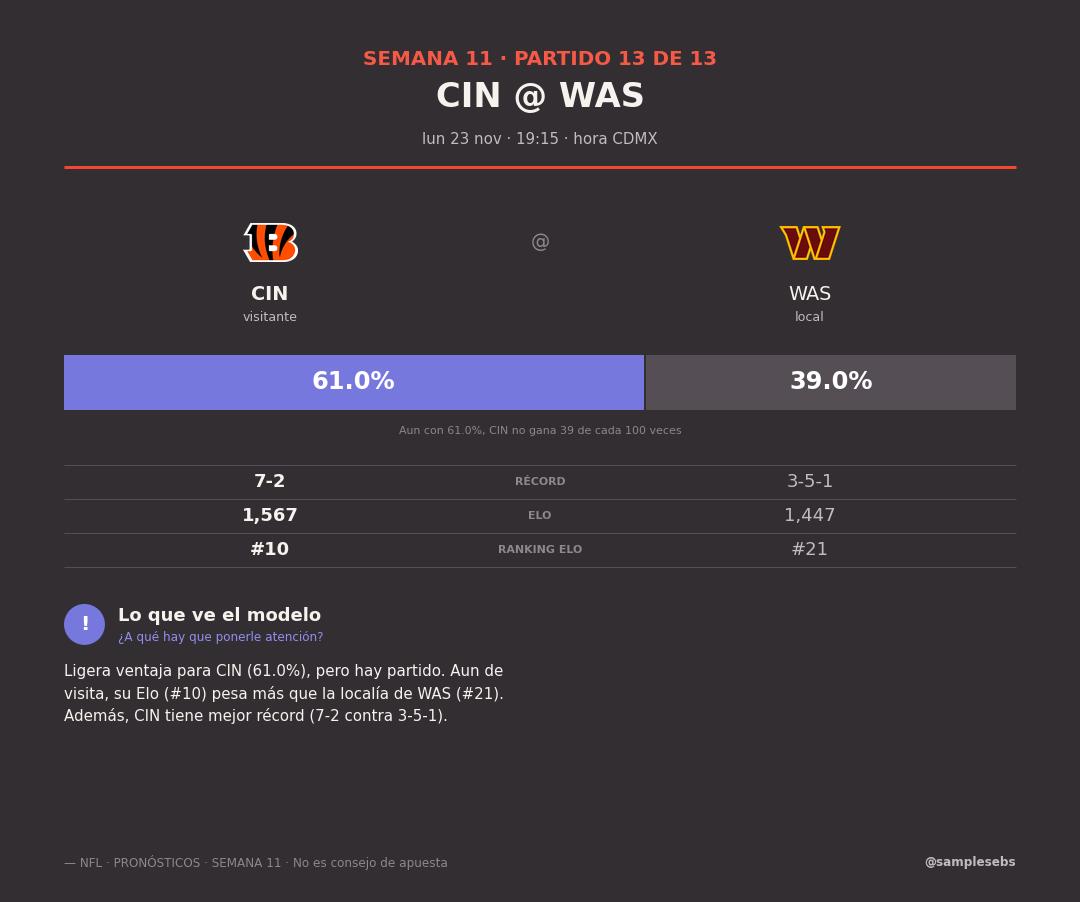 SEMANA 11 · PARTIDO 13 DE 13
CIN @ WAS
lun 23 nov · 19:15 · hora CDMX
B @ W
CIN WAS
visitante local
61.0% 39.0%
Aun con 61.0%, CIN no gana 39 de cada 100 veces
7-2 RÉCORD 3-5-1
1,567 ELO 1,447
#10 RANKING ELO #21
! Lo que ve el modelo
¿A qué hay que ponerle atención?
Ligera ventaja para CIN (61.0%), pero hay partido. Aun de
visita, su Elo (#10) pesa más que la localía de WAS (#21).
Además, CIN tiene mejor récord (7-2 contra 3-5-1).
— NFL · PRONÓSTICOS · SEMANA 11 · No es consejo de apuesta @samplesebs